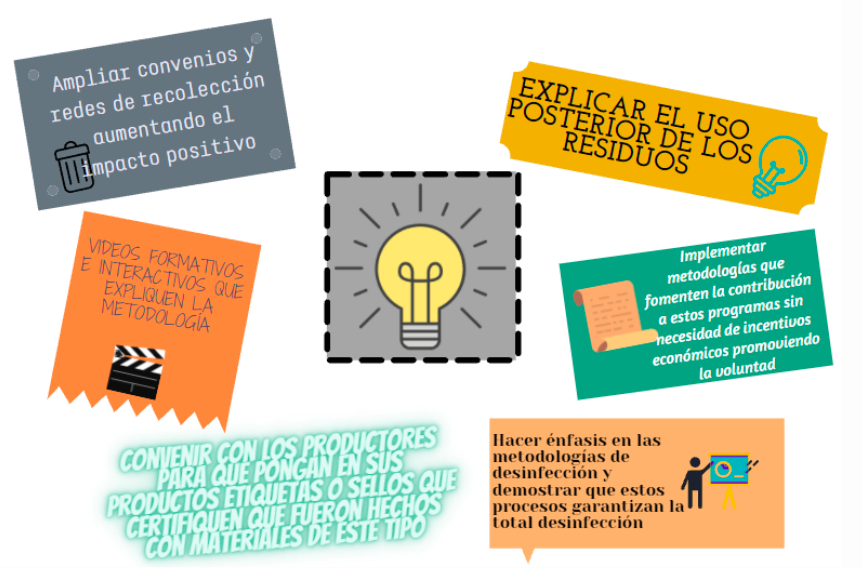 Ampliar convenios y
redes de recolección
aumentando el
impacto positivo
EXPLICAR EL USO
POSTERIOR DE LOS
RESIDUOS
VIDEOS FORMATIVOS
E INTERACTIVOS QUE
EXPLIQUEN LA
METODOLOGÍA
Implementar
metodologías que
fomenten la contribución
a estos programas sin
necesidad de incentivos
económicos promoviendo
la voluntad
CONVENIR CON LOS PRODUCTORES
PARA QUE PONGAN EN SUS
PRODUCTOS ETIQUETAS O SELLOS QUE
CERTIFIQUEN QUE FUERON HECHOS
CON MATERIALES DE ESTE TIPO
Hacer énfasis en las
metodologías de
desinfección y
demostrar que estos
procesos garantizan la
total desinfección